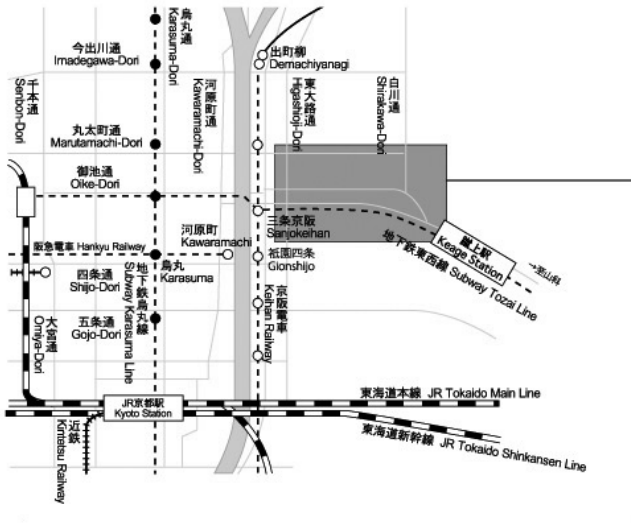 烏丸通
Karasuma-Dori
今出川通
Imadegawa-Dori
出町柳
Demachiyanagi
千本通
Senbon-Dori
河原町通
Kawaramachi-Dori
東大路通
Higashioji-Dori
白川通
Shirakawa-Dori
丸太町通
Marutamachi-Dori
御池通
Oike-Dori
三条京阪
Sanjokeihan
河原町
Kawaramachi
蹴上駅
Keage Station
→至山科
阪急電車 Hankyu Railway
烏丸
Karasuma
祇園四条
Gionshijo
地下鉄東西線 Subway Tozai Line
四条通
Shijo-Dori
地下鉄烏丸線
Subway Karasuma Line
京阪電車
Keihan Railway
大宮通
Omiya-Dori
五条通
Gojo-Dori
東海道本線 JR Tokaido Main Line
JR京都駅
Kyoto Station
東海道新幹線 JR Tokaido Shinkansen Line
近鉄
Kintatsu Railway